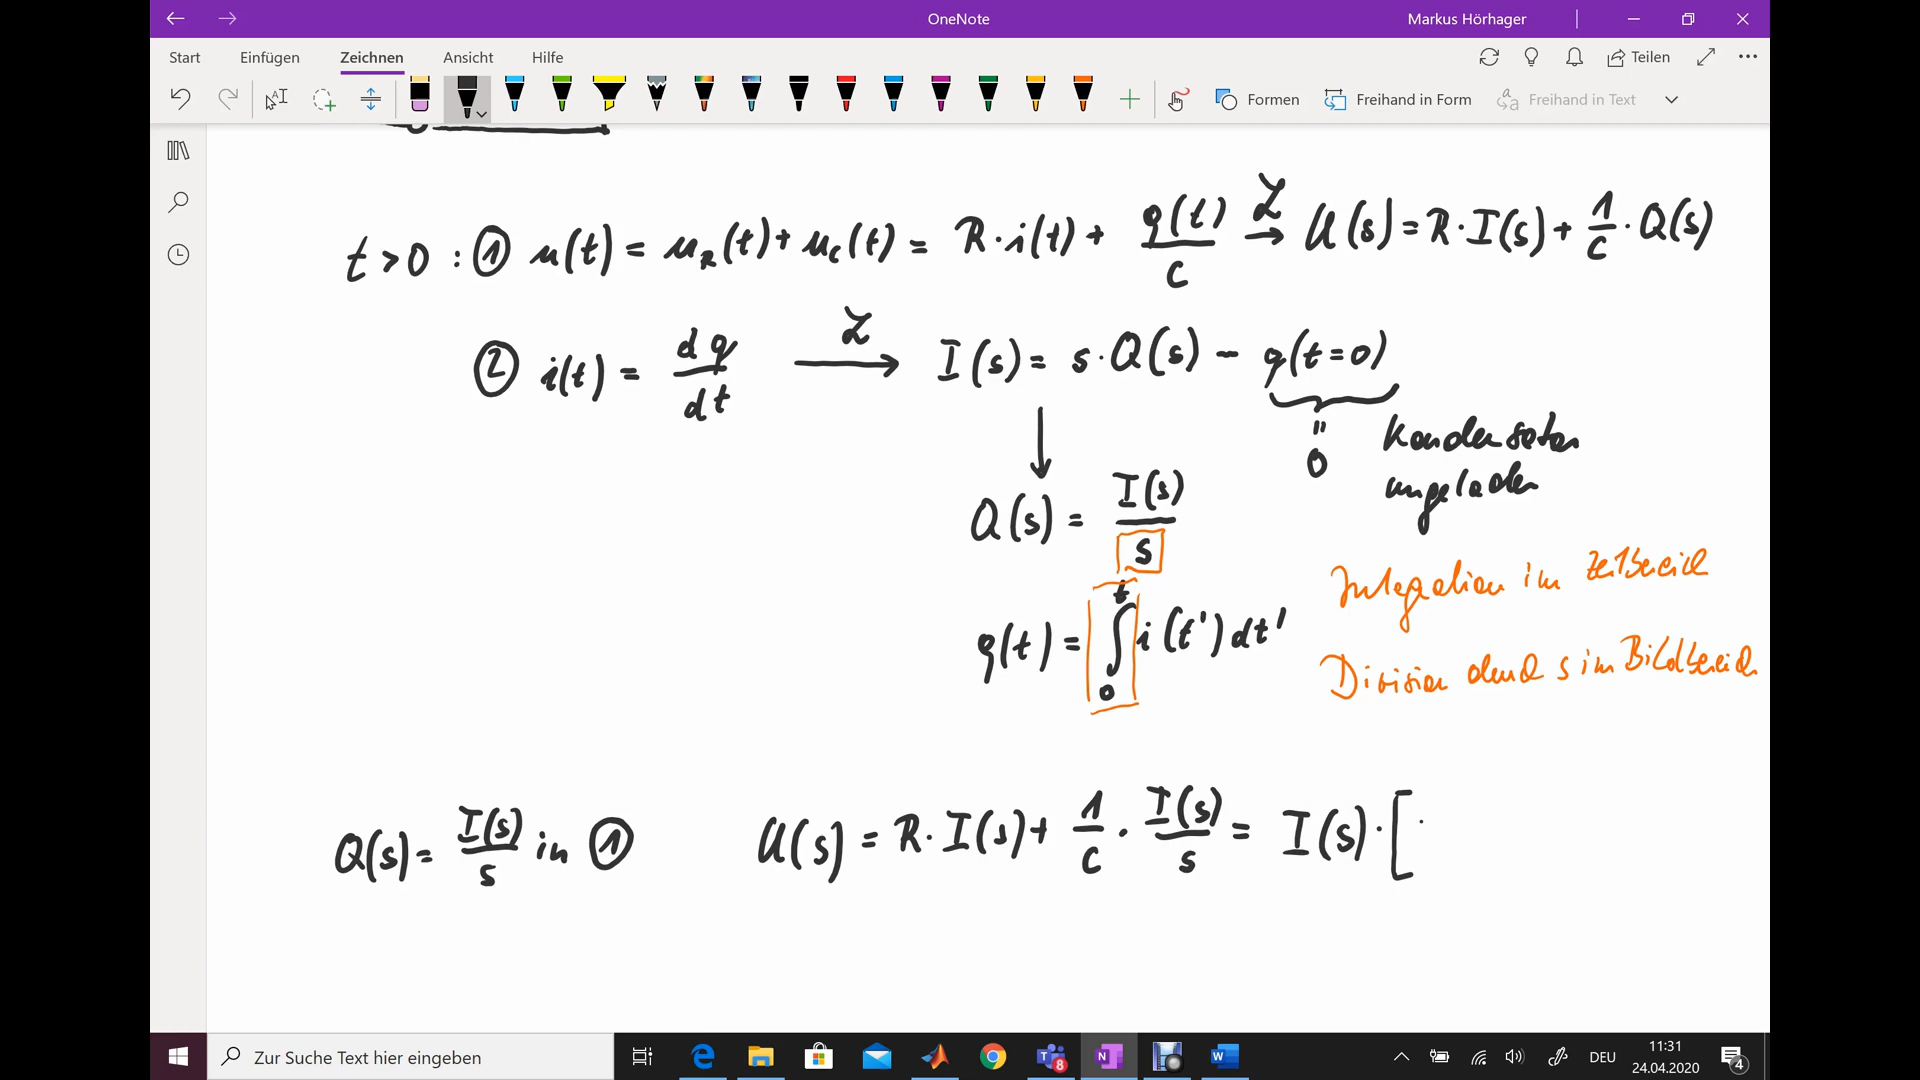 OneNote
Markus Hörhager
Start Einfügen Zeichnen Ansicht Hilfe
Teilen
Formen Freihand in Form Freihand in Text
t > 0 : ① u(t) = u_R(t) + u_C(t) = R · i(t) + q(t)/C ℒ→ U(s) = R · I(s) + 1/C · Q(s)
② i(t) = dq/dt ℒ→ I(s) = s · Q(s) - q(t=0)
" 0 Kondensator
ungeladen
Q(s) = I(s)/s
Integration im Zeitbereich
q(t) = ∫₀ᵗ i(t') dt'
Division durch s im Bildbereich
Q(s) = I(s)/s in ① U(s) = R · I(s) + 1/C · I(s)/s = I(s) · [
Zur Suche Text hier eingeben
8
DEU
11:31
24.04.2020
4